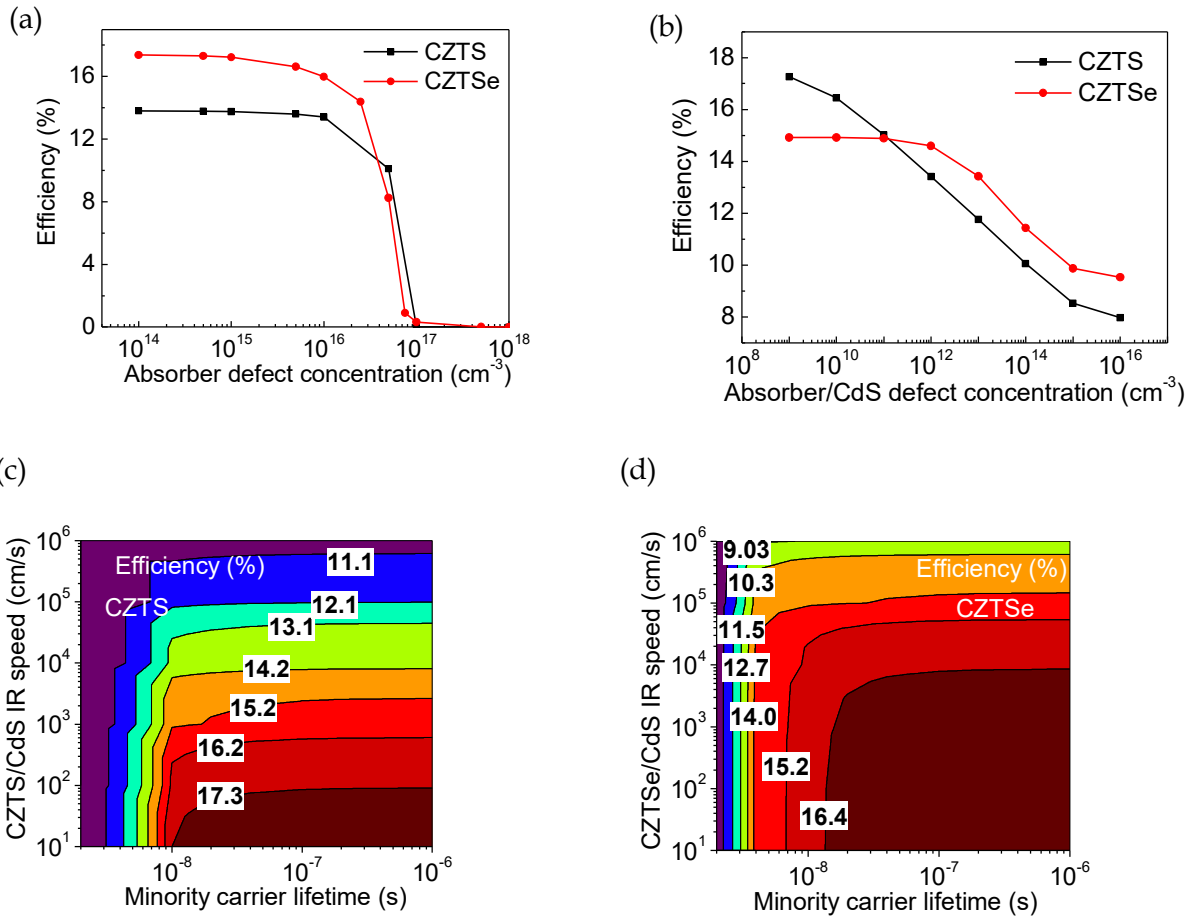 (a)
CZTS
CZTSe
16
12
8
4
0
Efficiency (%)
10^14 10^15 10^16 10^17 10^18
Absorber defect concentration (cm^-3)
(b)
CZTS
CZTSe
18
16
14
12
10
8
Efficiency (%)
10^8 10^10 10^12 10^14 10^16
Absorber/CdS defect concentration (cm^-3)
(c)
CZTS/CdS IR speed (cm/s)
10^6
10^5
10^4
10^3
10^2
10^1
Efficiency (%)
CZTS
11.1
12.1
13.1
14.2
15.2
16.2
17.3
10^-8 10^-7 10^-6
Minority carrier lifetime (s)
(d)
CZTSe/CdS IR speed (cm/s)
10^6
10^5
10^4
10^3
10^2
10^1
Efficiency (%)
CZTSe
9.03
10.3
11.5
12.7
14.0
15.2
16.4
10^-8 10^-7 10^-6
Minority carrier lifetime (s)